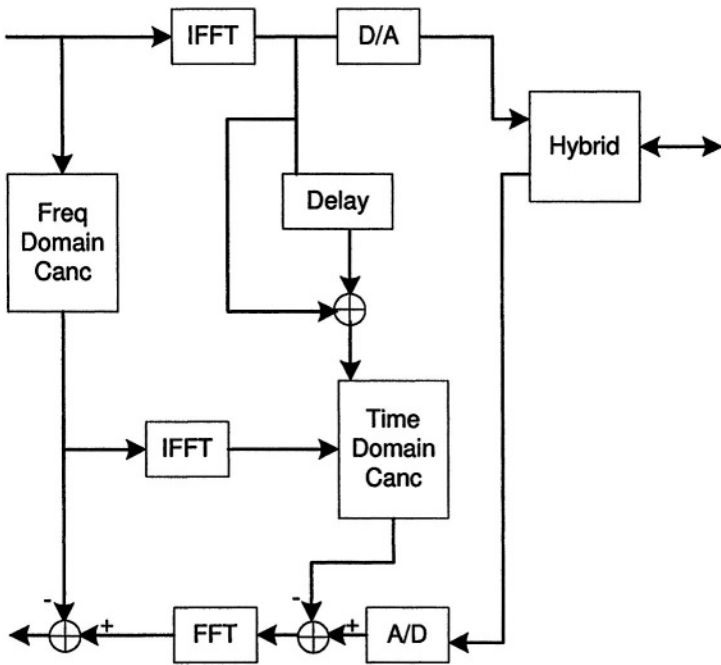 IFFT
D/A
Hybrid
Freq
Domain
Canc
Delay
IFFT
Time
Domain
Canc
-
+
FFT
-
+
A/D